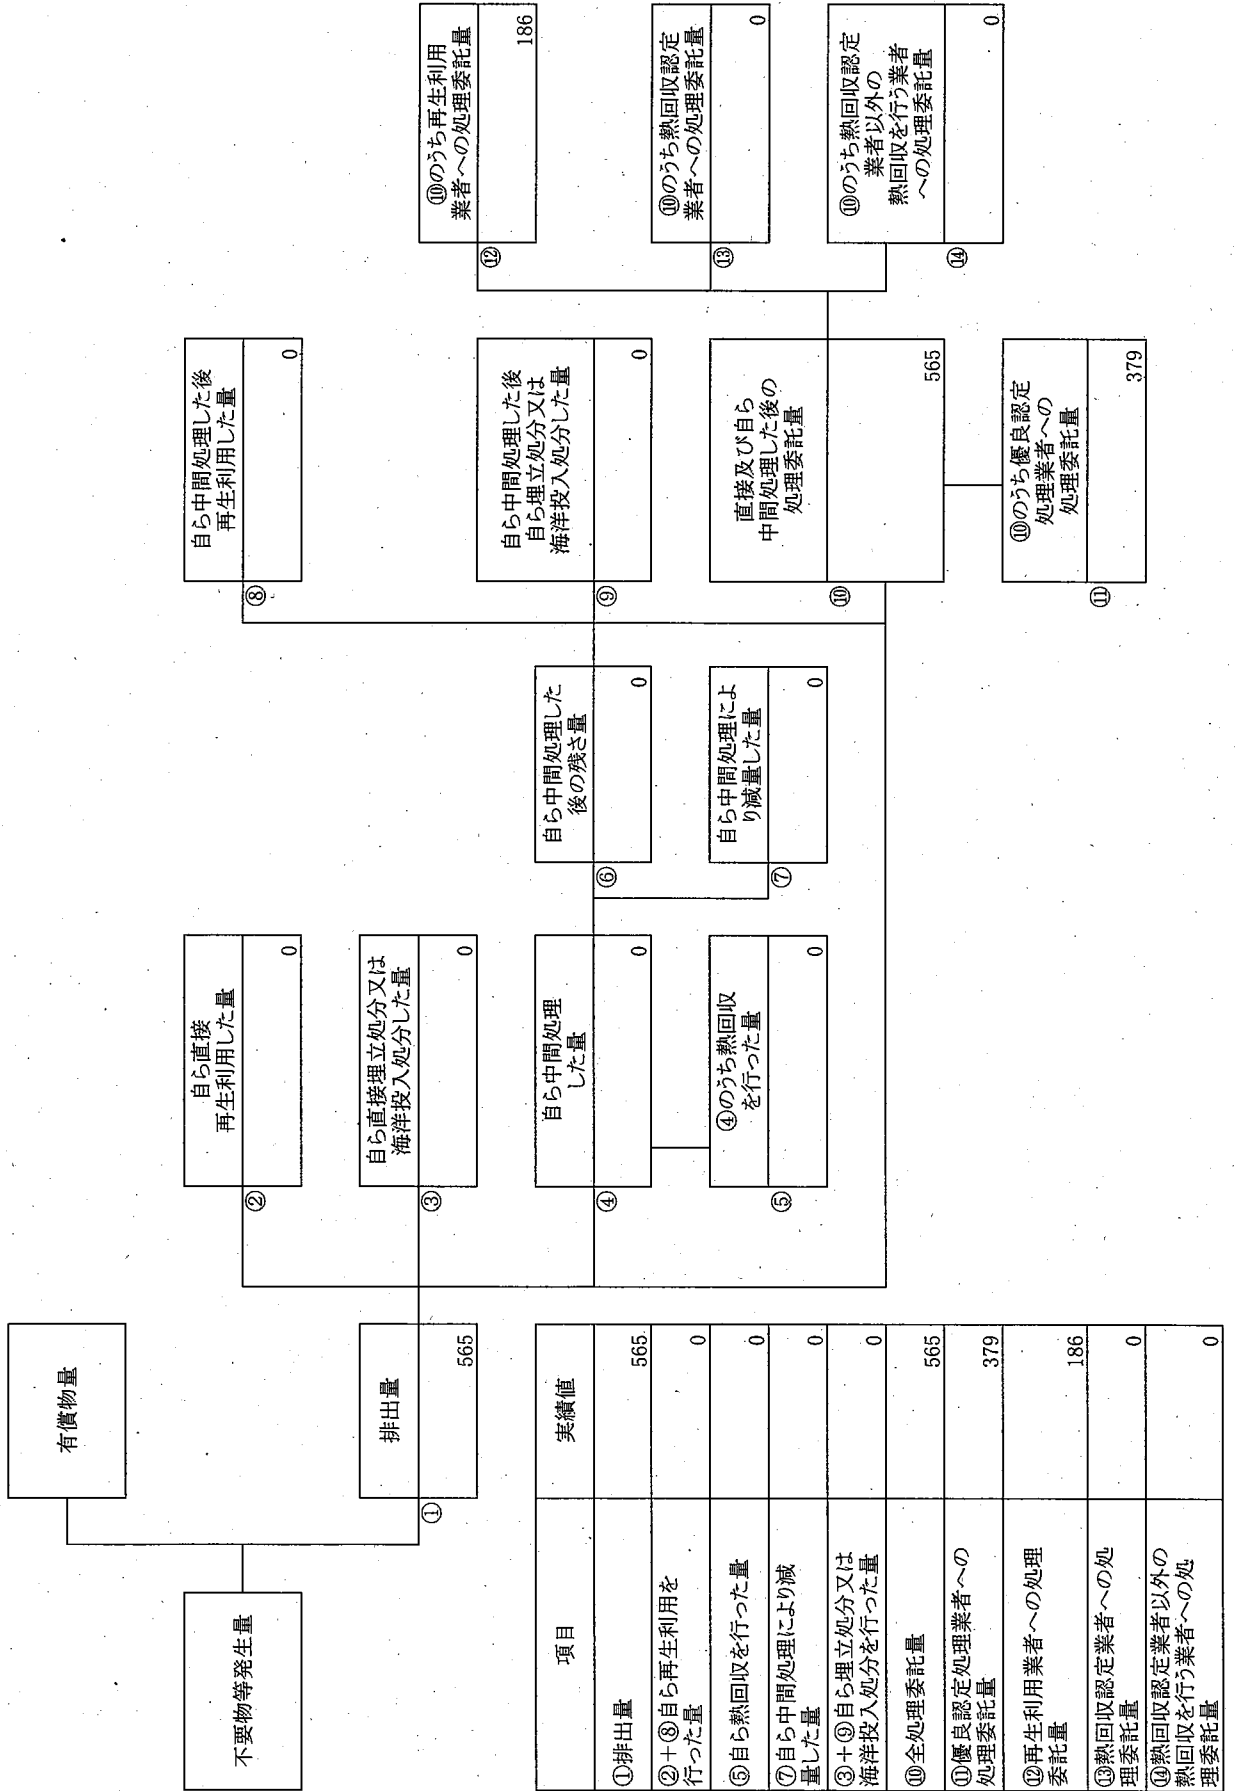 不要物等発生量
有償物量
①
排出量
565
②
自ら直接
再生利用した量
0
③
自ら直接埋立処分又は
海洋投入処分した量
0
④
自ら中間処理
した量
0
⑤
④のうち熱回収
を行った量
0
⑥
自ら中間処理した
後の残さ量
0
⑦
自ら中間処理によ
り減量した量
0
⑧
自ら中間処理した後
再生利用した量
0
⑨
自ら中間処理した後
自ら埋立処分又は
海洋投入処分した量
0
⑩
直接及び自ら
中間処理した後の
処理委託量
565
⑪
⑩のうち優良認定
処理業者への
処理委託量
379
⑫
⑩のうち再生利用
業者への処理委託量
186
⑬
⑩のうち熱回収認定
業者への処理委託量
0
⑭
⑩のうち熱回収認定
業者以外の
熱回収を行う業者
への処理委託量
0
項目 実績値
①排出量 565
②+⑧自ら再生利用を
行った量 0
⑤自ら熱回収を行った量 0
⑦自ら中間処理により減
量した量 0
③+⑨自ら埋立処分又は
海洋投入処分を行った量 0
⑩全処理委託量 565
⑪優良認定処理業者への
処理委託量 379
⑫再生利用業者への処理
委託量 186
⑬熱回収認定業者への処
理委託量 0
⑭熱回収認定業者以外の
熱回収を行う業者への処
理委託量 0